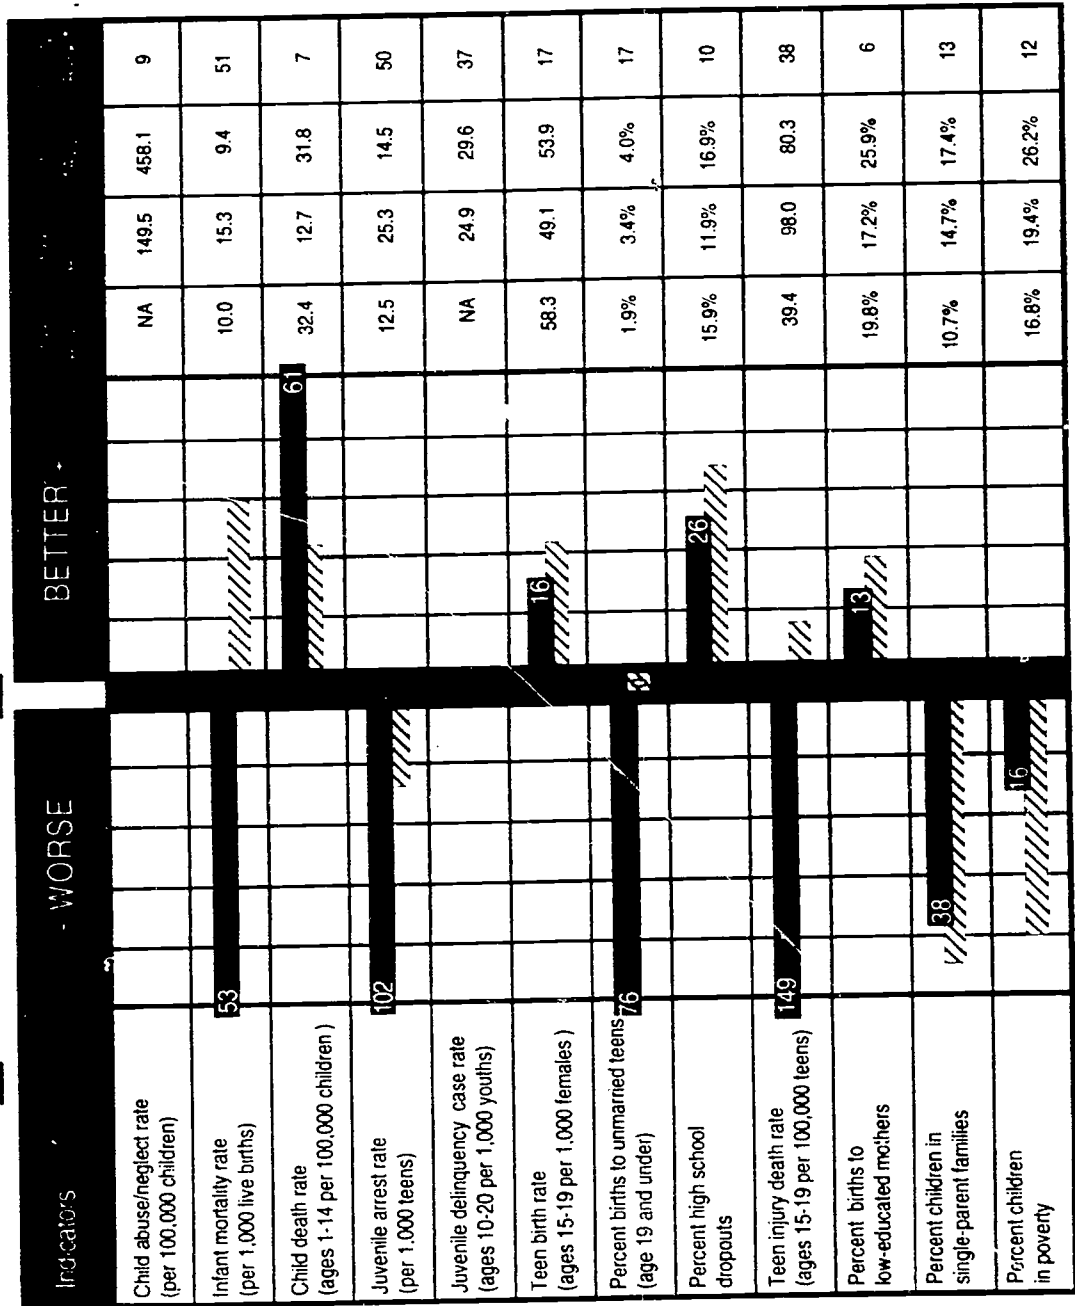 Indicators
- WORSE
BETTER +
Child abuse/neglect rate
(per 100,000 children)
NA
149.5
458.1
9
Infant mortality rate
(per 1,000 live births)
53
10.0
15.3
9.4
51
Child death rate
(ages 1-14 per 100,000 children )
61
32.4
12.7
31.8
7
Juvenile arrest rate
(per 1,000 teens)
102
12.5
25.3
14.5
50
Juvenile delinquency case rate
(ages 10-20 per 1,000 youths)
NA
24.9
29.6
37
Teen birth rate
(ages 15-19 per 1,000 females )
16
58.3
49.1
53.9
17
Percent births to unmarried teens
(age 19 and under)
76
0
1.9%
3.4%
4.0%
17
Percent high school
dropouts
26
15.9%
11.9%
16.9%
10
Teen injury death rate
(ages 15-19 per 100,000 teens)
149
39.4
98.0
80.3
38
Percent births to
low-educated mothers
13
19.8%
17.2%
25.9%
6
Percent children in
single-parent families
38
10.7%
14.7%
17.4%
13
Percent children
in poverty
16
16.8%
19.4%
26.2%
12